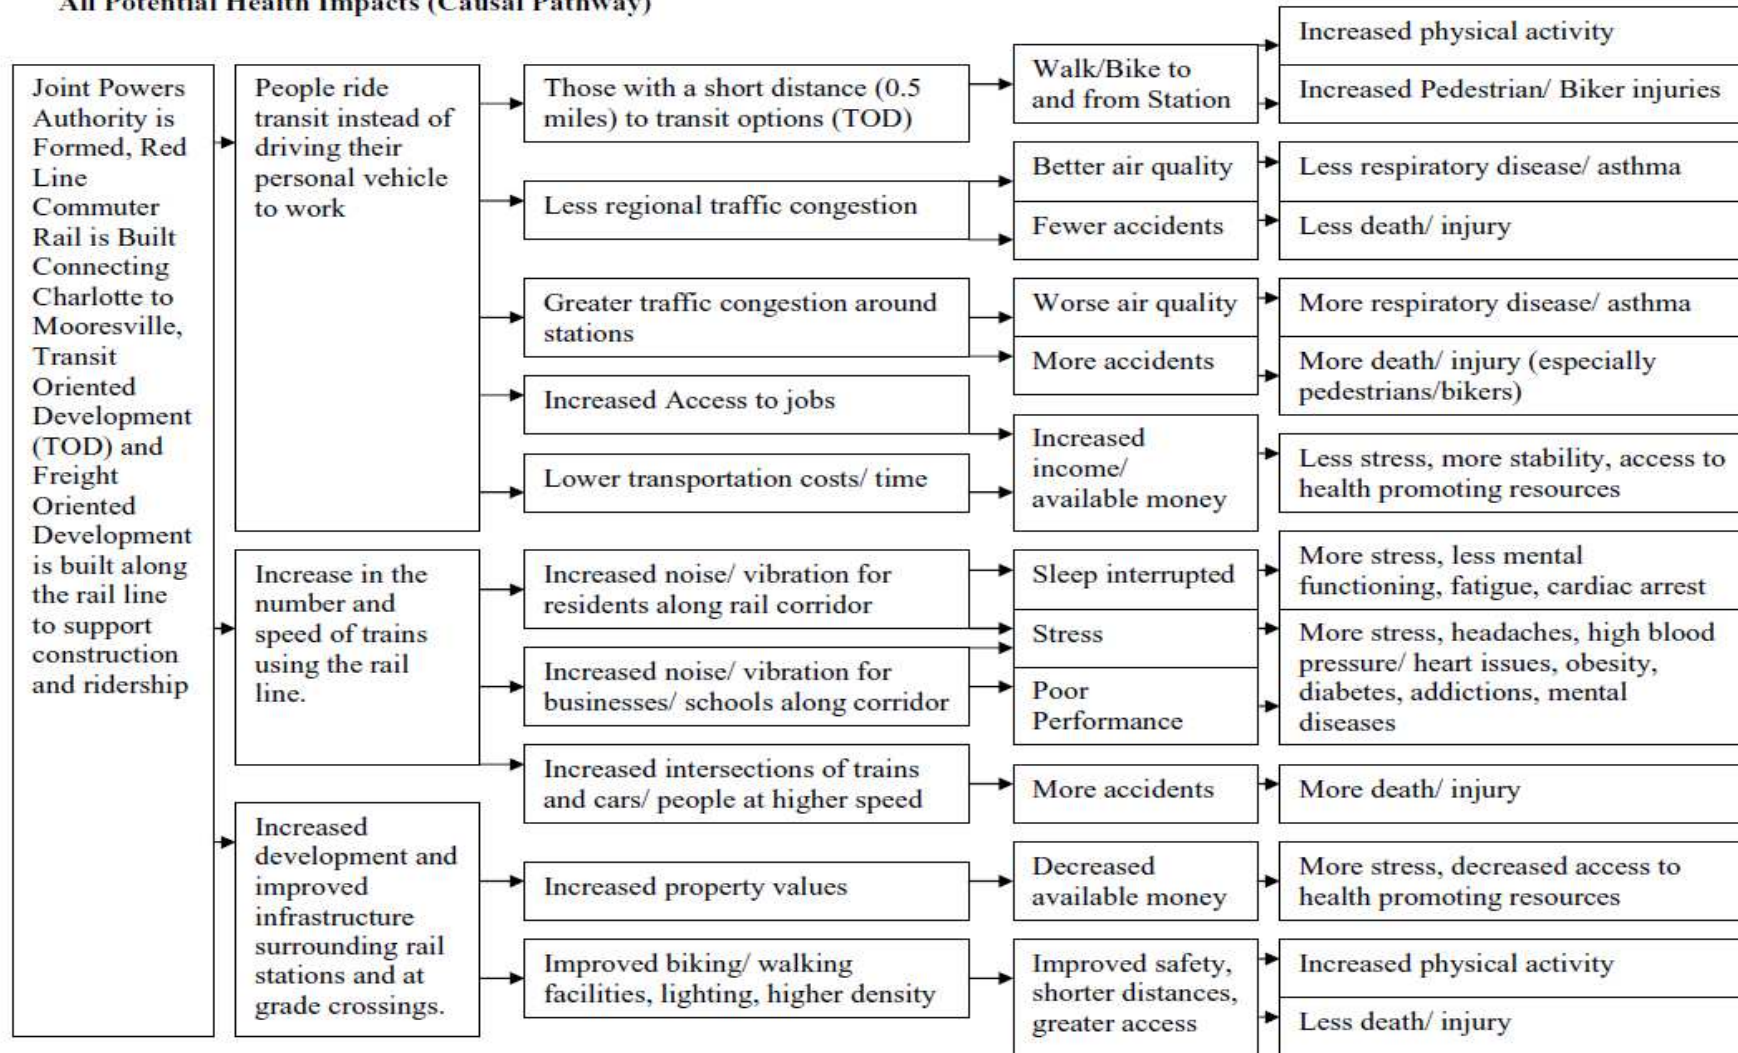 All Potential Health Impacts (Causal Pathway)
Joint Powers
Authority is
Formed, Red
Line
Commuter
Rail is Built
Connecting
Charlotte to
Mooresville,
Transit
Oriented
Development
(TOD) and
Freight
Oriented
Development
is built along
the rail line
to support
construction
and ridership
People ride
transit instead of
driving their
personal vehicle
to work
Increase in the
number and
speed of trains
using the rail
line.
Increased
development and
improved
infrastructure
surrounding rail
stations and at
grade crossings.
Those with a short distance (0.5
miles) to transit options (TOD)
Less regional traffic congestion
Greater traffic congestion around
stations
Increased Access to jobs
Lower transportation costs/ time
Increased noise/ vibration for
residents along rail corridor
Increased noise/ vibration for
businesses/ schools along corridor
Increased intersections of trains
and cars/ people at higher speed
Increased property values
Improved biking/ walking
facilities, lighting, higher density
Walk/Bike to
and from Station
Better air quality
Fewer accidents
Worse air quality
More accidents
Increased
income/
available money
Sleep interrupted
Stress
Poor
Performance
More accidents
Decreased
available money
Improved safety,
shorter distances,
greater access
Increased physical activity
Increased Pedestrian/ Biker injuries
Less respiratory disease/ asthma
Less death/ injury
More respiratory disease/ asthma
More death/ injury (especially
pedestrians/bikers)
Less stress, more stability, access to
health promoting resources
More stress, less mental
functioning, fatigue, cardiac arrest
More stress, headaches, high blood
pressure/ heart issues, obesity,
diabetes, addictions, mental
diseases
More death/ injury
More stress, decreased access to
health promoting resources
Increased physical activity
Less death/ injury